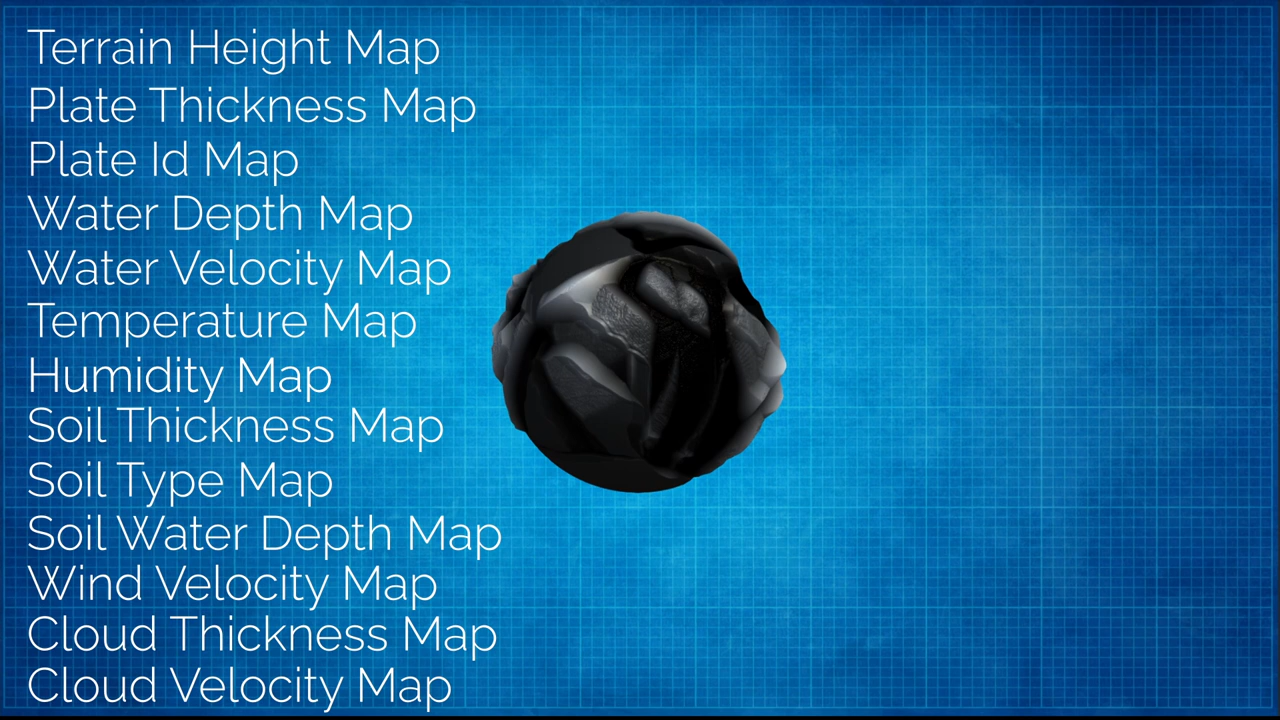 Terrain Height Map
Plate Thickness Map
Plate Id Map
Water Depth Map
Water Velocity Map
Temperature Map
Humidity Map
Soil Thickness Map
Soil Type Map
Soil Water Depth Map
Wind Velocity Map
Cloud Thickness Map
Cloud Velocity Map